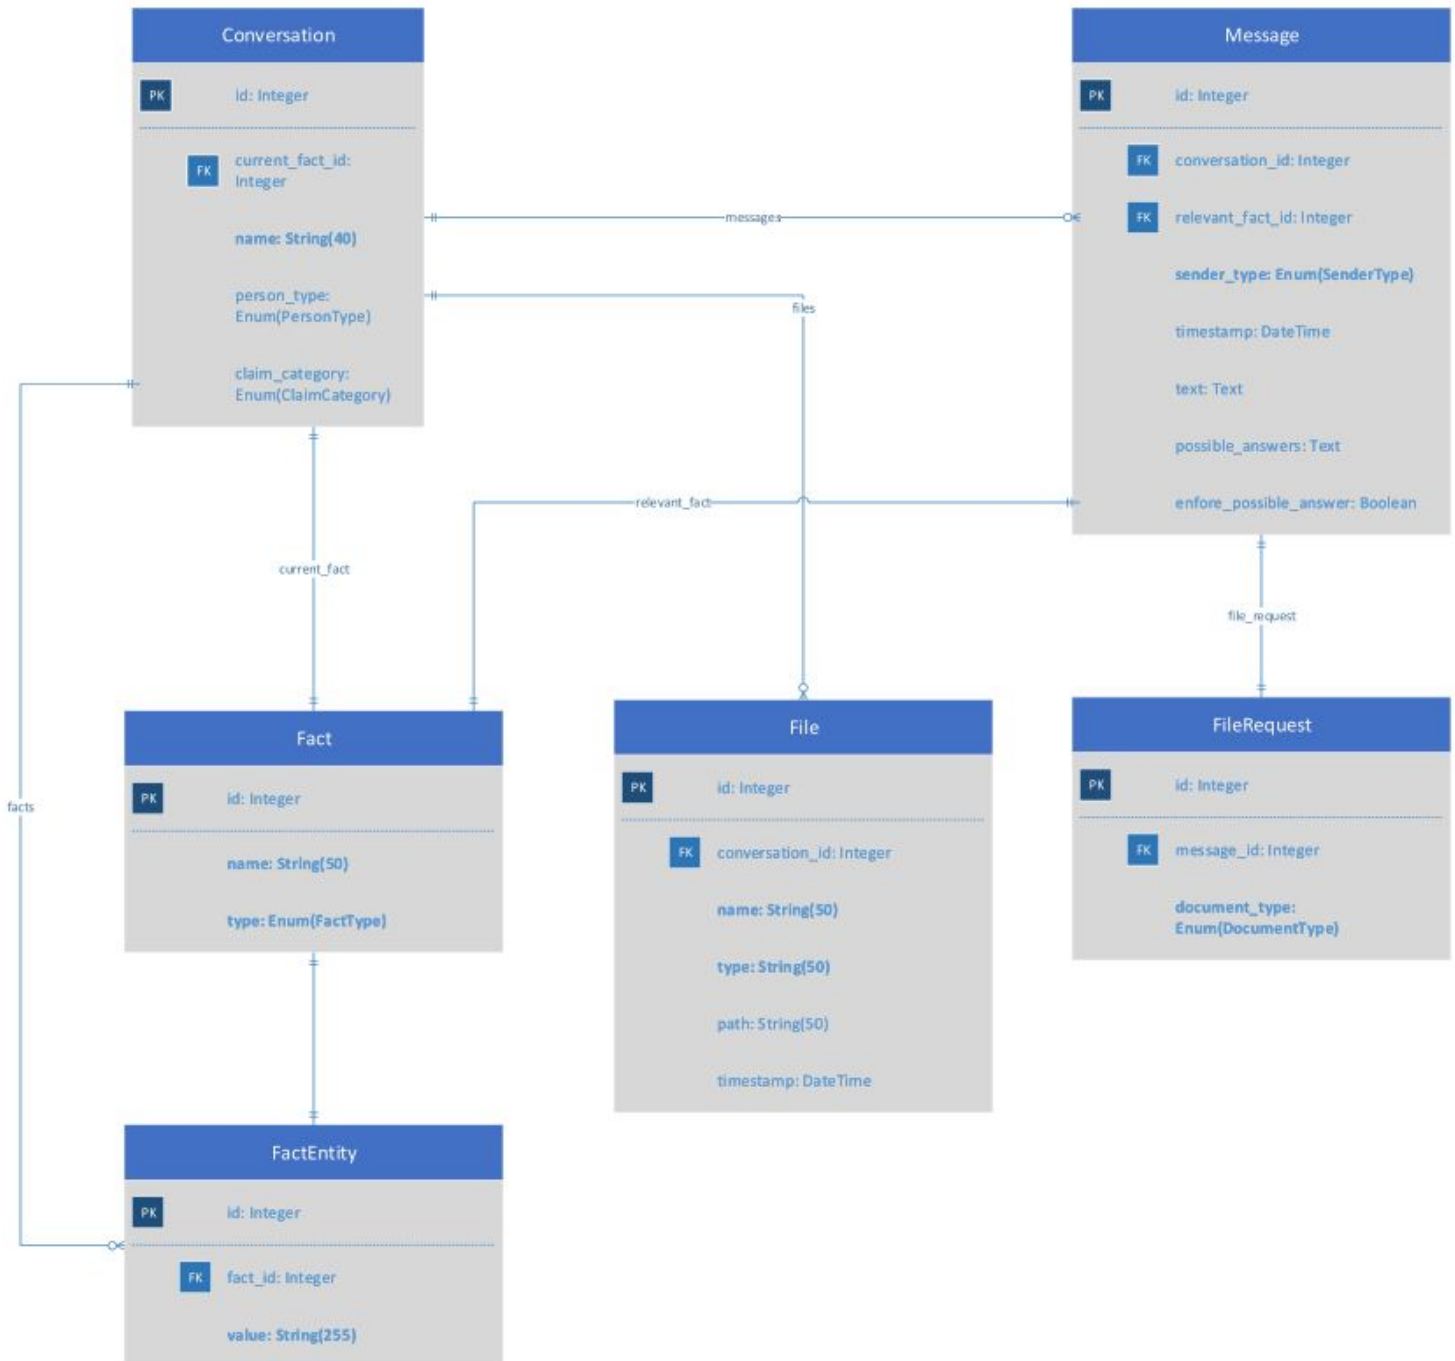 Conversation
PK
id: Integer
FK
current_fact_id:
Integer
name: String(40)
person_type:
Enum(PersonType)
claim_category:
Enum(ClaimCategory)
Message
PK
id: Integer
FK
conversation_id: Integer
FK
relevant_fact_id: Integer
sender_type: Enum(SenderType)
timestamp: DateTime
text: Text
possible_answers: Text
enfore_possible_answer: Boolean
messages
files
relevant_fact
current_fact
file_request
facts
Fact
PK
id: Integer
name: String(50)
type: Enum(FactType)
File
PK
id: Integer
FK
conversation_id: Integer
name: String(50)
type: String(50)
path: String(50)
timestamp: DateTime
FileRequest
PK
id: Integer
FK
message_id: Integer
document_type:
Enum(DocumentType)
FactEntity
PK
id: Integer
FK
fact_id: Integer
value: String(255)